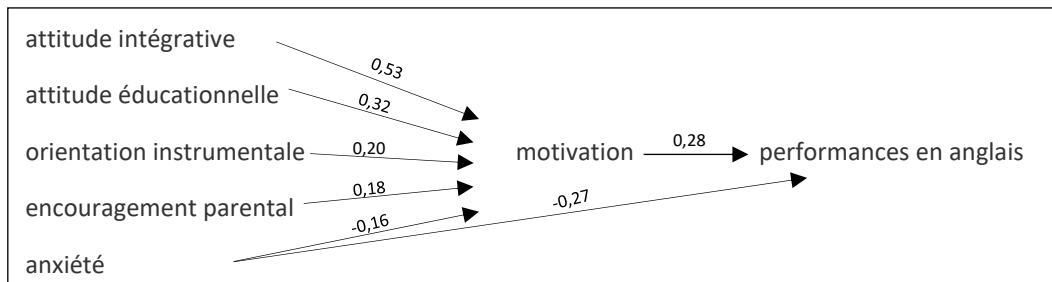 attitude intégrative
0,53
attitude éducationnelle
0,32
orientation instrumentale
0,20
motivation
0,28
performances en anglais
encouragement parental
0,18
-0,27
-0,16
anxiété